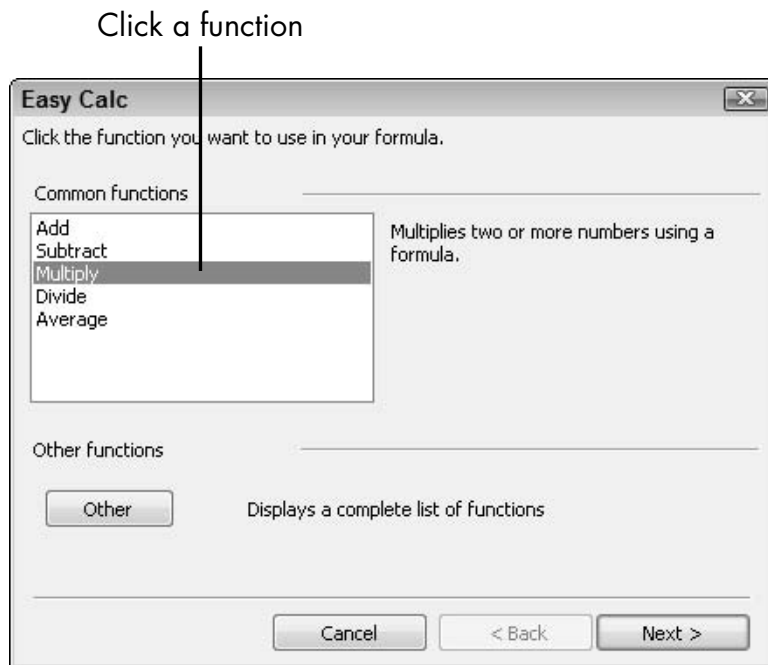 Click a function
Easy Calc
Click the function you want to use in your formula.
Common functions
Add
Subtract
Multiply
Divide
Average
Multiplies two or more numbers using a
formula.
Other functions
Other
Displays a complete list of functions
Cancel
< Back
Next >